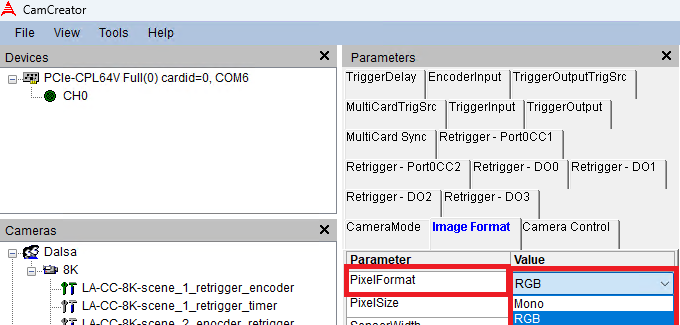 CamCreator
File View Tools Help
Devices
PCIe-CPL64V Full(0) cardid=0, COM6
CH0
Cameras
Dalsa
8K
LA-CC-8K-scene_1_retrigger_encoder
LA-CC-8K-scene_1_retrigger_timer
LA-CC-8K-scene_2_enocder_retrigger
Parameters
TriggerDelay EncoderInput TriggerOutputTrigSrc
MultiCardTrigSrc TriggerInput TriggerOutput
MultiCard Sync Retrigger - Port0CC1
Retrigger - Port0CC2 Retrigger - DO0 Retrigger - DO1
Retrigger - DO2 Retrigger - DO3
CameraMode Image Format Camera Control
Parameter Value
PixelFormat RGB
PixelSize Mono
SensorWidth RGB